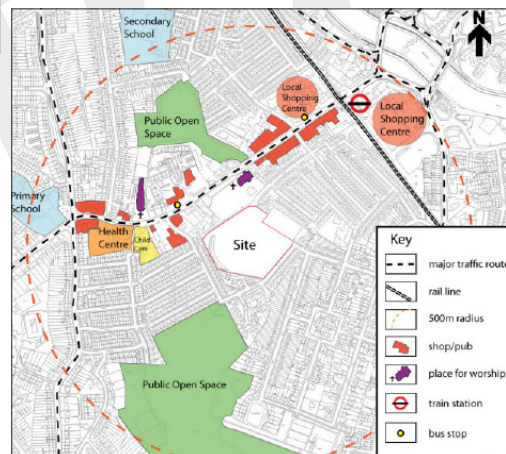 Secondary
School
N
Local
Shopping
Centre
Local
Shopping
Centre
Public Open
Space
Primary
School
Health
Centre
Child
Care
Site
Public Open Space
Key
major traffic route
rail line
500m radius
shop/pub
place for worship
train station
bus stop